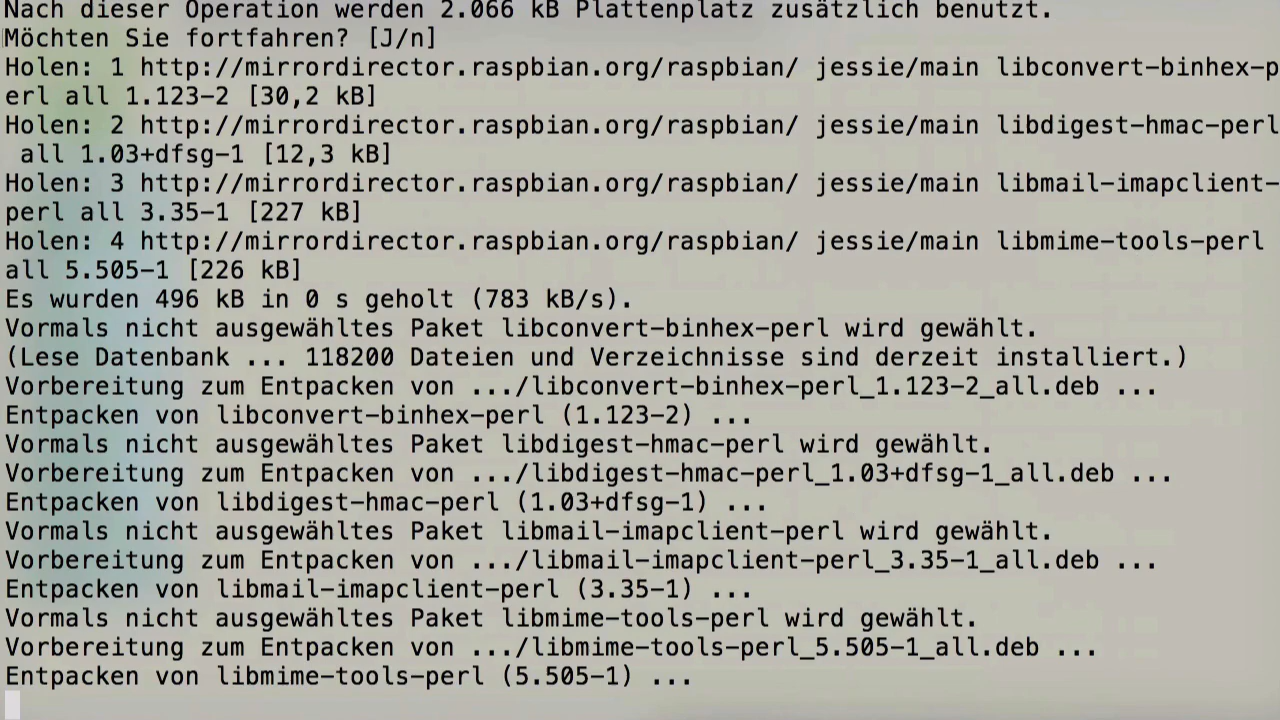 Nach dieser Operation werden 2.066 kB Plattenplatz zusätzlich benutzt.
Möchten Sie fortfahren? [J/n]
Holen: 1 http://mirrordirector.raspbian.org/raspbian/ jessie/main libconvert-binhex-p
erl all 1.123-2 [30,2 kB]
Holen: 2 http://mirrordirector.raspbian.org/raspbian/ jessie/main libdigest-hmac-perl
 all 1.03+dfsg-1 [12,3 kB]
Holen: 3 http://mirrordirector.raspbian.org/raspbian/ jessie/main libmail-imapclient-
perl all 3.35-1 [227 kB]
Holen: 4 http://mirrordirector.raspbian.org/raspbian/ jessie/main libmime-tools-perl
all 5.505-1 [226 kB]
Es wurden 496 kB in 0 s geholt (783 kB/s).
Vormals nicht ausgewähltes Paket libconvert-binhex-perl wird gewählt.
(Lese Datenbank ... 118200 Dateien und Verzeichnisse sind derzeit installiert.)
Vorbereitung zum Entpacken von .../libconvert-binhex-perl_1.123-2_all.deb ...
Entpacken von libconvert-binhex-perl (1.123-2) ...
Vormals nicht ausgewähltes Paket libdigest-hmac-perl wird gewählt.
Vorbereitung zum Entpacken von .../libdigest-hmac-perl_1.03+dfsg-1_all.deb ...
Entpacken von libdigest-hmac-perl (1.03+dfsg-1) ...
Vormals nicht ausgewähltes Paket libmail-imapclient-perl wird gewählt.
Vorbereitung zum Entpacken von .../libmail-imapclient-perl_3.35-1_all.deb ...
Entpacken von libmail-imapclient-perl (3.35-1) ...
Vormals nicht ausgewähltes Paket libmime-tools-perl wird gewählt.
Vorbereitung zum Entpacken von .../libmime-tools-perl_5.505-1_all.deb ...
Entpacken von libmime-tools-perl (5.505-1) ...